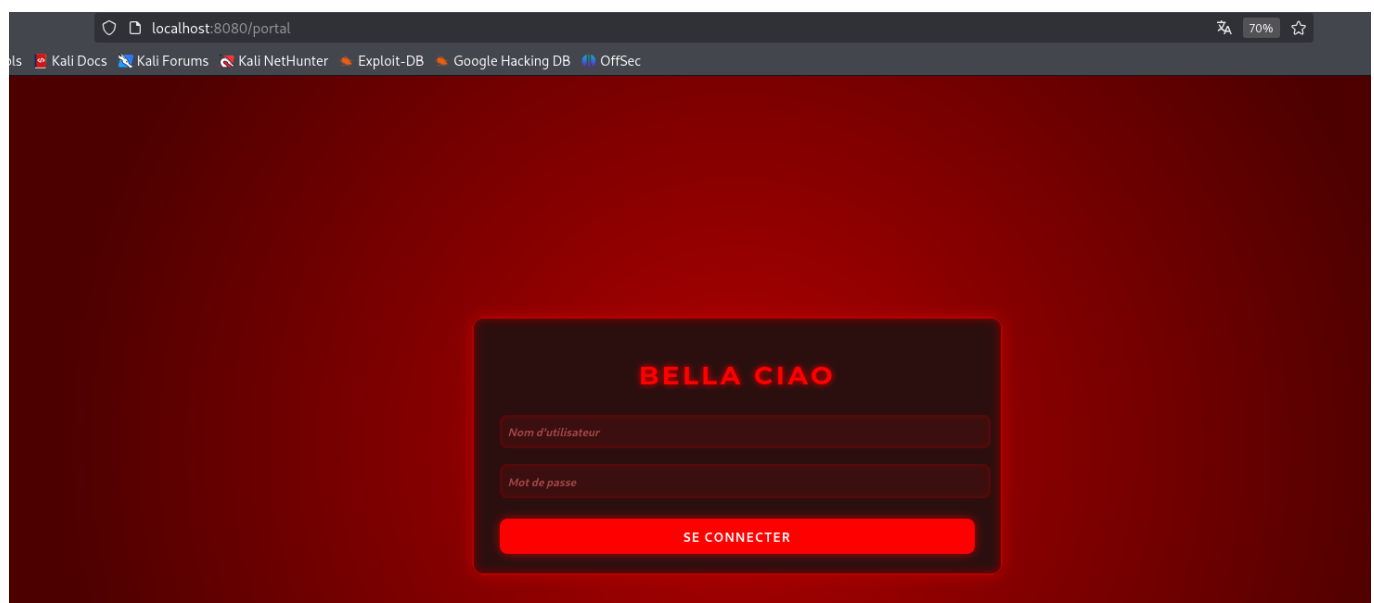 localhost:8080/portal 70%
ols Kali Docs Kali Forums Kali NetHunter Exploit-DB Google Hacking DB OffSec
BELLA CIAO
Nom d'utilisateur
Mot de passe
SE CONNECTER